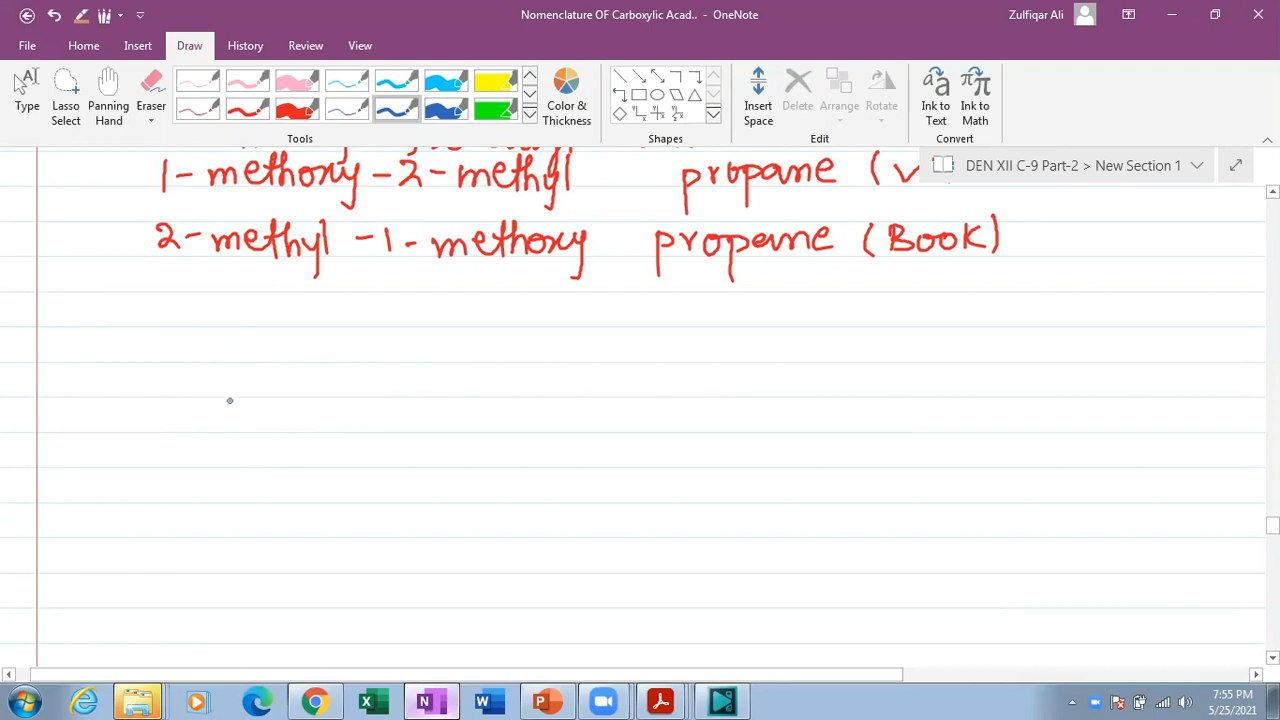 Nomenclature OF Carboxylic Acad.. - OneNote
Zulfiqar Ali
File Home Insert Draw History Review View
Type
Lasso Select
Panning Hand
Eraser
Color & Thickness
Insert Space
Delete
Arrange
Rotate
Ink to Text
Ink to Math
Tools
Shapes
Edit
Convert
DEN XII C-9 Part-2 > New Section 1
1- methoxy -2- methyl propane (
2- methyl -1- methoxy propane (Book)
7:55 PM
5/25/2021